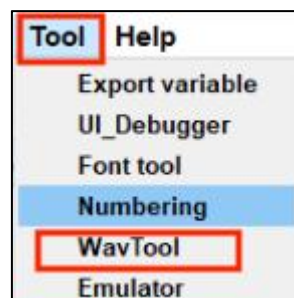 Tool Help
Export variable
UI_Debugger
Font tool
Numbering
WavTool
Emulator